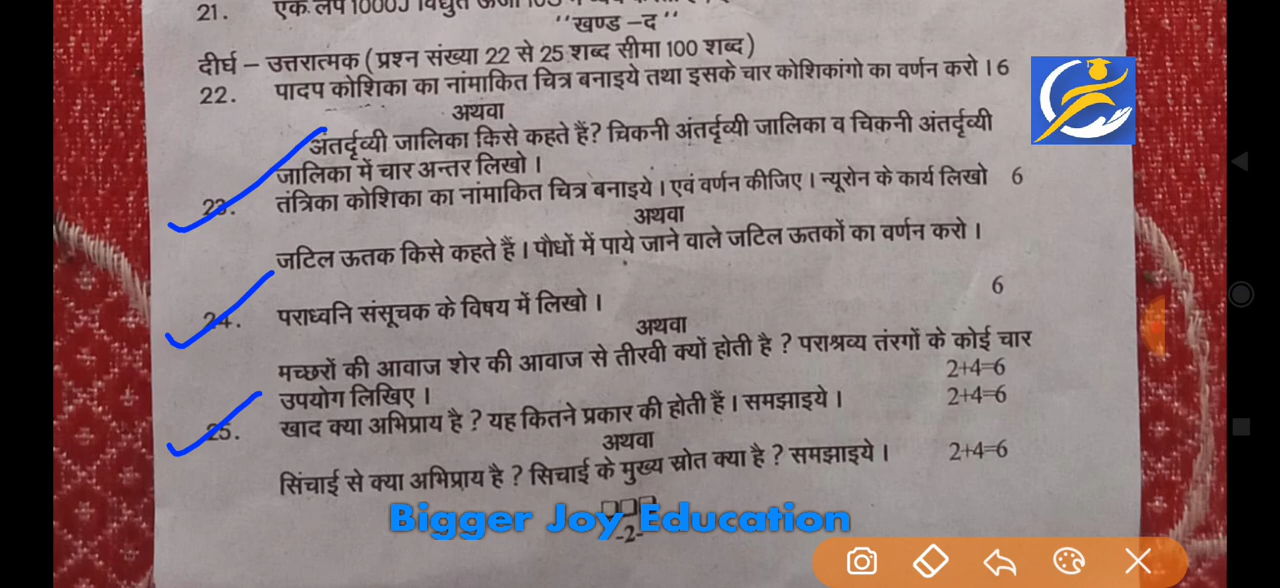 21. एक लैंप 1000J विद्युत ऊर्जा
''खण्ड –द''
दीर्घ – उत्तरात्मक (प्रश्न संख्या 22 से 25 शब्द सीमा 100 शब्द)
22. पादप कोशिका का नांमाकित चित्र बनाइये तथा इसके चार कोशिकांगो का वर्णन करो । 6
अथवा
अंतर्द्रव्यी जालिका किसे कहते हैं? चिकनी अंतर्द्रव्यी जालिका व चिकनी अंतर्द्रव्यी
जालिका में चार अन्तर लिखो ।
23. तंत्रिका कोशिका का नांमाकित चित्र बनाइये । एवं वर्णन कीजिए । न्यूरोन के कार्य लिखो 6
अथवा
जटिल ऊतक किसे कहते हैं । पौधों में पाये जाने वाले जटिल ऊतकों का वर्णन करो ।
24. पराध्वनि संसूचक के विषय में लिखो । 6
अथवा
मच्छरों की आवाज शेर की आवाज से तीरवी क्यों होती है ? पराश्रव्य तंरगों के कोई चार
उपयोग लिखिए । 2+4=6
25. खाद क्या अभिप्राय है ? यह कितने प्रकार की होती हैं । समझाइये । 2+4=6
अथवा
सिंचाई से क्या अभिप्राय है ? सिचाई के मुख्य स्रोत क्या है ? समझाइये । 2+4=6
Bigger Joy Education
-2-